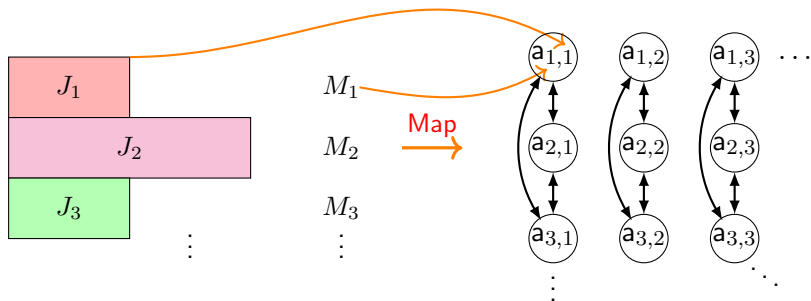 J₁ M₁ a₁,₁ a₁,₂ a₁,₃ ⋯
J₂ M₂ Map a₂,₁ a₂,₂ a₂,₃
J₃ M₃ a₃,₁ a₃,₂ a₃,₃
⋮ ⋮ ⋮ ⋱